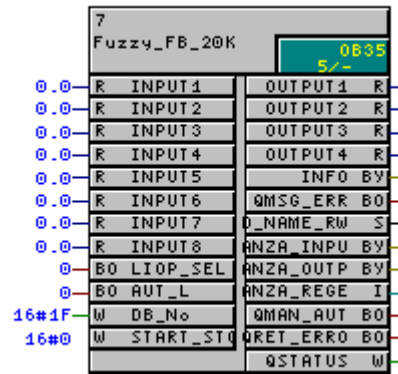 7
Fuzzy_FB_20K
OB35
5/-
0.0 R INPUT1 OUTPUT1 R
0.0 R INPUT2 OUTPUT2 R
0.0 R INPUT3 OUTPUT3 R
0.0 R INPUT4 OUTPUT4 R
0.0 R INPUT5 INFO BY
0.0 R INPUT6 QMSG_ERR BO
0.0 R INPUT7 D_NAME_RW S
0.0 R INPUT8 ANZA_INPU BY
0 BO LIOP_SEL ANZA_OUTP BY
0 BO AUT_L ANZA_REGE I
16#1F W DB_No QMAN_AUT BO
16#0 W START_STO QRET_ERRO BO
QSTATUS W